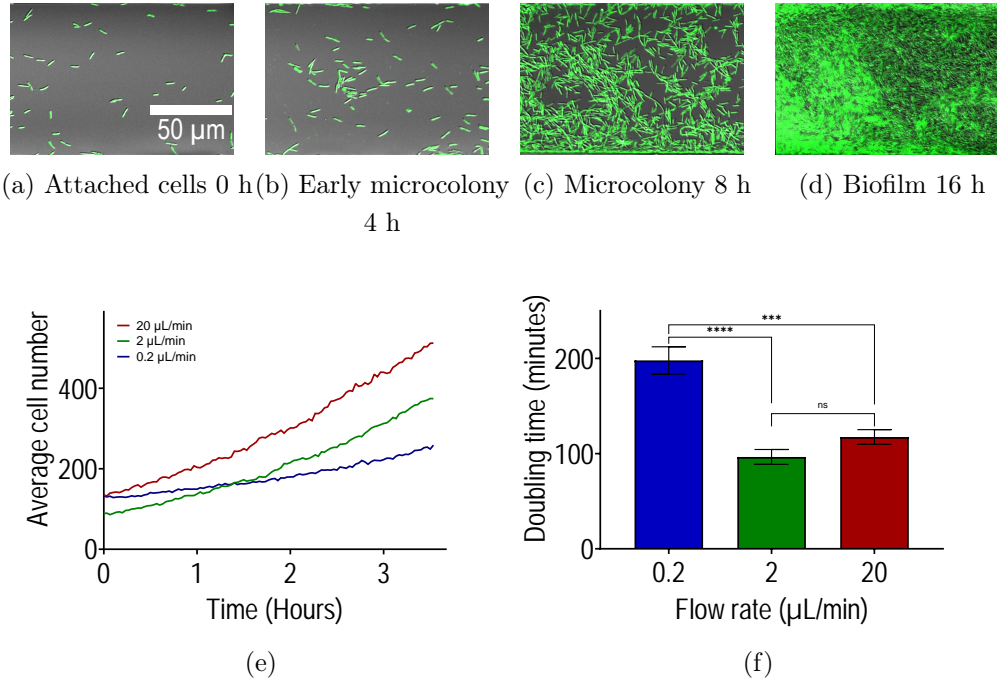 50 µm
(a) Attached cells 0 h
(b) Early microcolony
4 h
(c) Microcolony 8 h
(d) Biofilm 16 h
Average cell number
400
200
0
20 µL/min
2 µL/min
0.2 µL/min
0 1 2 3
Time (Hours)
(e)
Doubling time (minutes)
200
100
0
***
****
ns
0.2 2 20
Flow rate (µL/min)
(f)